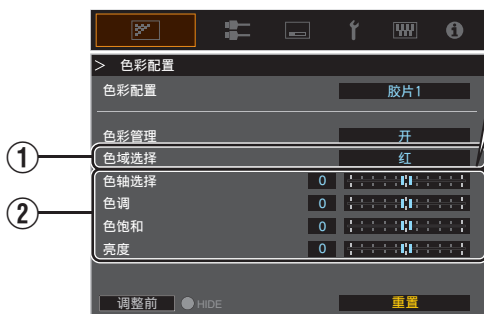 > 色彩配置
色彩配置 胶片1
色彩管理 开
① 色域选择 红
色轴选择 0
② 色调 0
色饱和 0
亮度 0
调整前 HIDE 重置